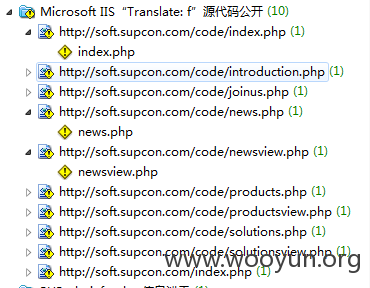 Microsoft IIS“Translate: f”源代码公开 (10)
http://soft.supcon.com/code/index.php (1)
index.php
http://soft.supcon.com/code/introduction.php (1)
http://soft.supcon.com/code/joinus.php (1)
http://soft.supcon.com/code/news.php (1)
news.php
http://soft.supcon.com/code/newsview.php (1)
newsview.php
http://soft.supcon.com/code/products.php (1)
http://soft.supcon.com/code/productsview.php (1)
http://soft.supcon.com/code/solutions.php (1)
http://soft.supcon.com/code/solutionsview.php (1)
http://soft.supcon.com/index.php (1)
www.wooyun.org